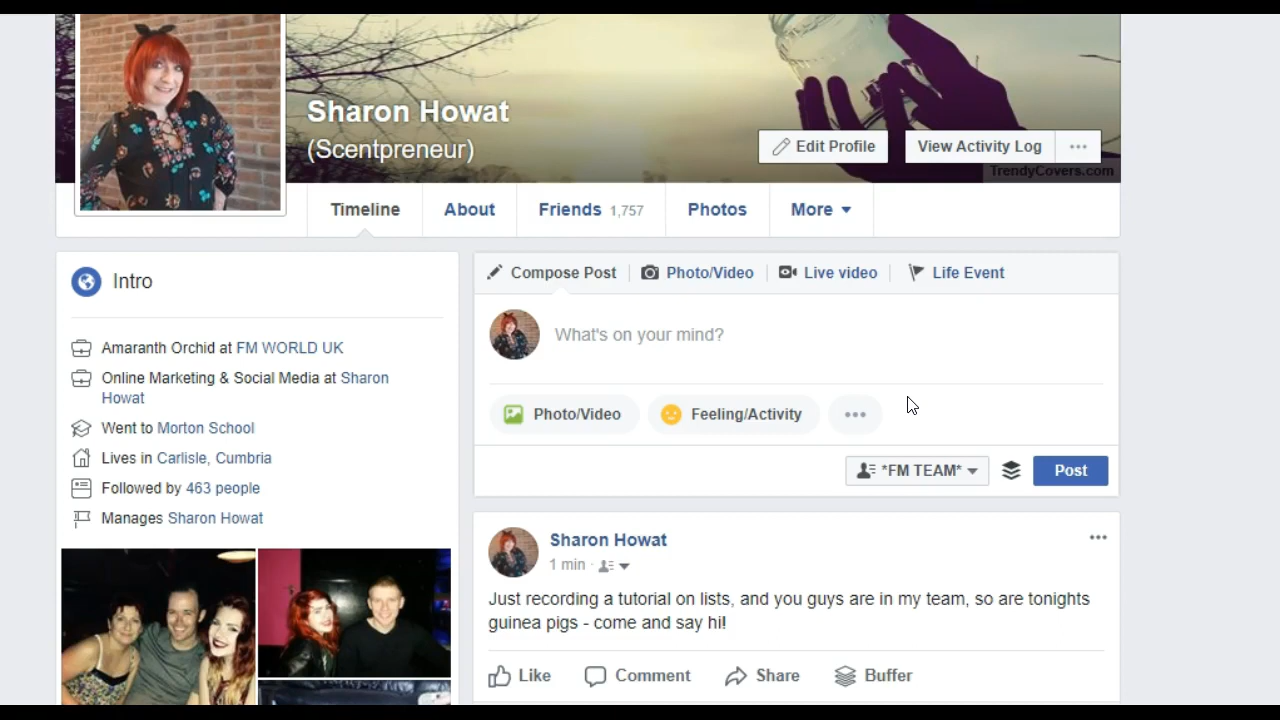 Sharon Howat
(Scentpreneur)
Edit Profile
View Activity Log
TrendyCovers.com
Timeline
About
Friends 1,757
Photos
More
Intro
Amaranth Orchid at FM WORLD UK
Online Marketing & Social Media at Sharon
Howat
Went to Morton School
Lives in Carlisle, Cumbria
Followed by 463 people
Manages Sharon Howat
Compose Post
Photo/Video
Live video
Life Event
What's on your mind?
Photo/Video
Feeling/Activity
*FM TEAM*
Post
Sharon Howat
1 min
Just recording a tutorial on lists, and you guys are in my team, so are tonights
guinea pigs - come and say hi!
Like
Comment
Share
Buffer